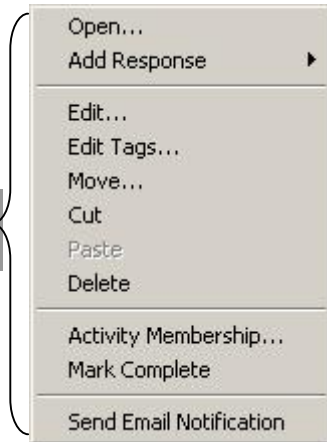 Open...
Add Response
Edit...
Edit Tags...
Move...
Cut
Paste
Delete
Activity Membership...
Mark Complete
Send Email Notification